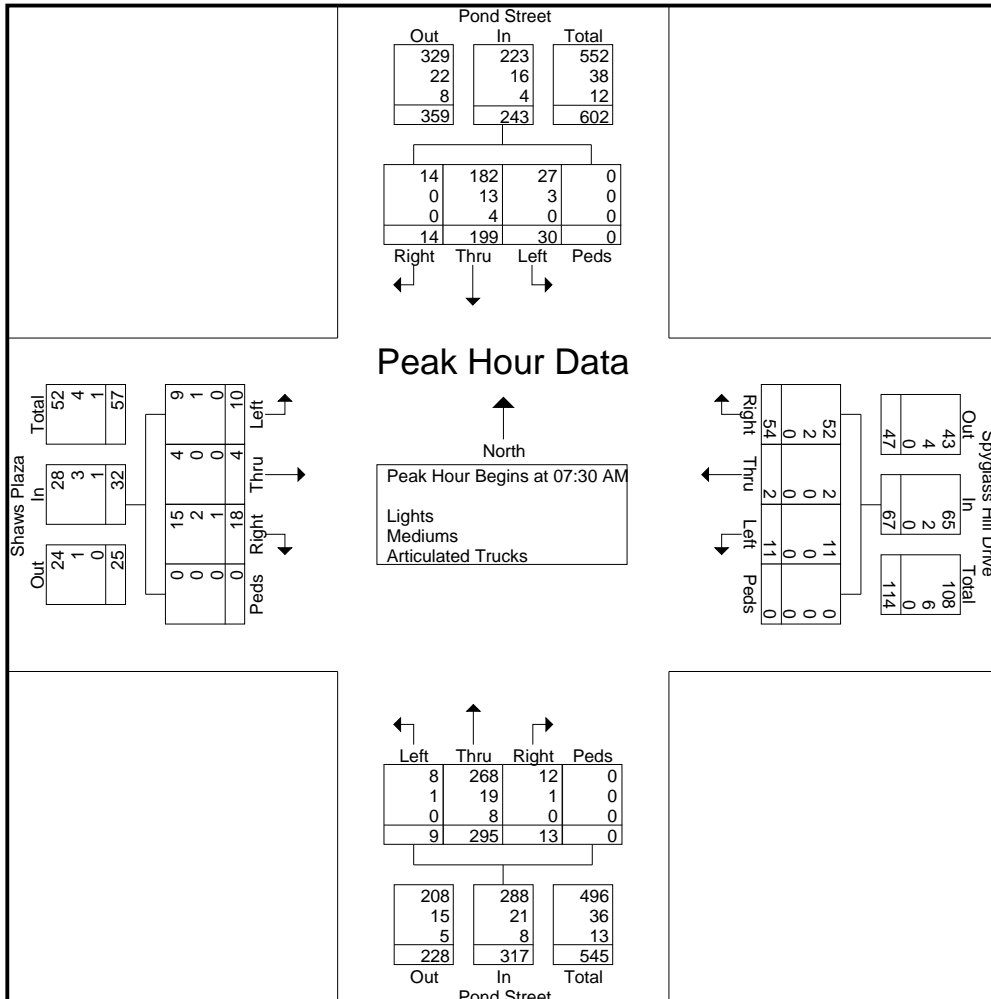 Pond Street
Out In Total
329 223 552
22 16 38
8 4 12
359 243 602
14 182 27 0
0 13 3 0
0 4 0 0
14 199 30 0
Right Thru Left Peds
Peak Hour Data
North
Peak Hour Begins at 07:30 AM
Lights
Mediums
Articulated Trucks
Shaws Plaza
Total
52 4 1 57
In
28 3 1 32
Out
24 1 0 25
9 1 0 10
Left
4 0 0 4
Thru
15 2 1 18
Right
0 0 0 0
Peds
Right
54 0 2 52
Thru
2 0 0 2
Left
11 0 0 11
Peds
0 0 0 0
Out
47 0 4 43
In
67 0 2 65
Total
114 0 6 108
Spyglass Hill Drive
Left Thru Right Peds
8 268 12 0
1 19 1 0
0 8 0 0
9 295 13 0
208 288 496
15 21 36
5 8 13
228 317 545
Out In Total
Pond Street